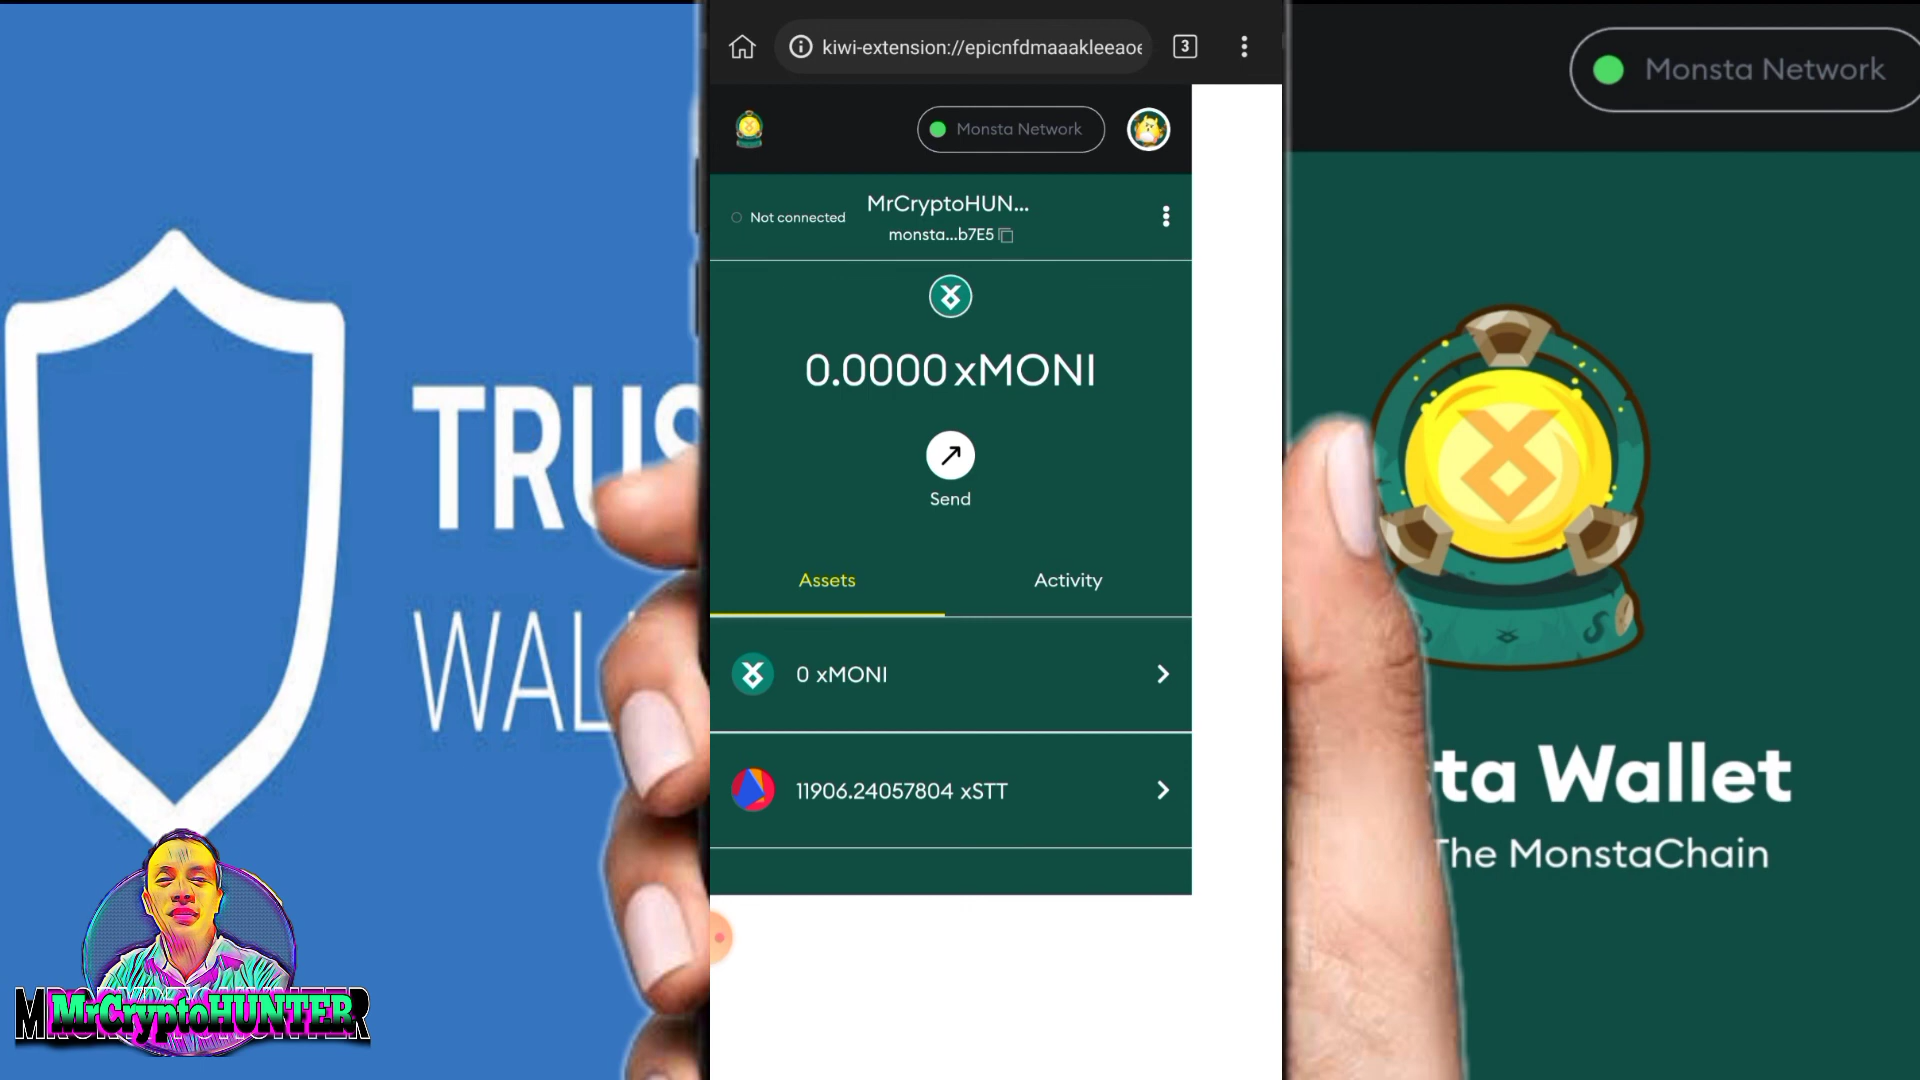 TRUS
WAL
3
kiwi-extension://epicnfdmaaakleeaoe
Monsta Network
Not connected
MrCryptoHUN...
monsta...b7E5
0.0000 xMONI
Send
Assets
Activity
0 xMONI
11906.24057804 xSTT
Monsta Network
ta Wallet
The MonstaChain
MrCryptoHUNTER